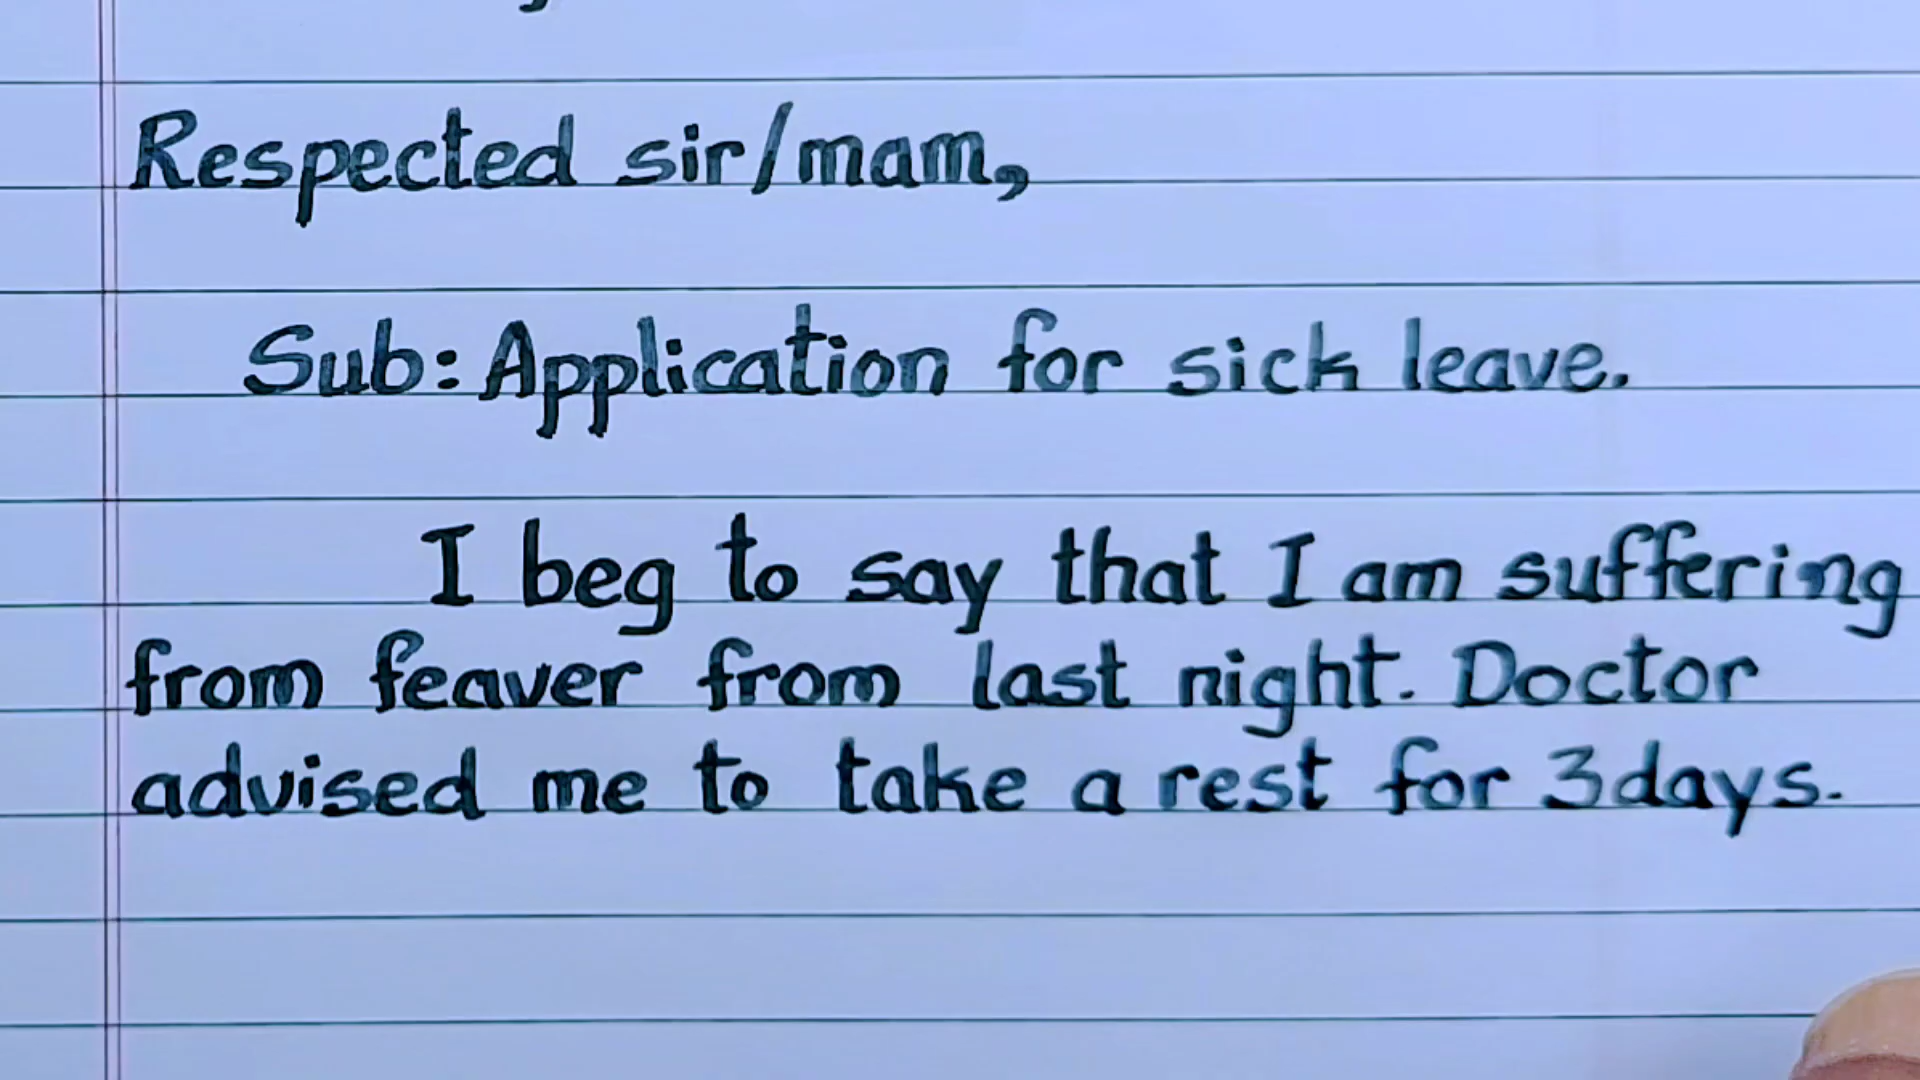 Respected sir/mam,
Sub: Application for sick leave.
I beg to say that I am suffering
from feaver from last night. Doctor
advised me to take a rest for 3days.